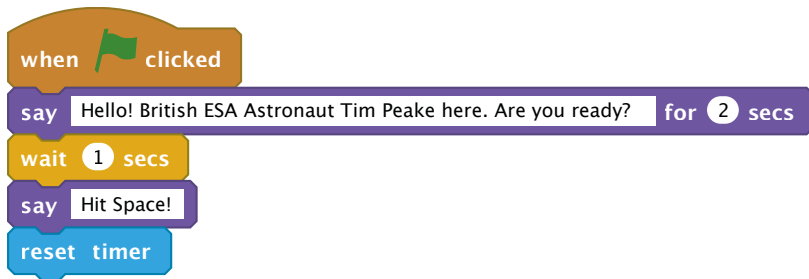 when clicked
say Hello! British ESA Astronaut Tim Peake here. Are you ready? for 2 secs
wait 1 secs
say Hit Space!
reset timer